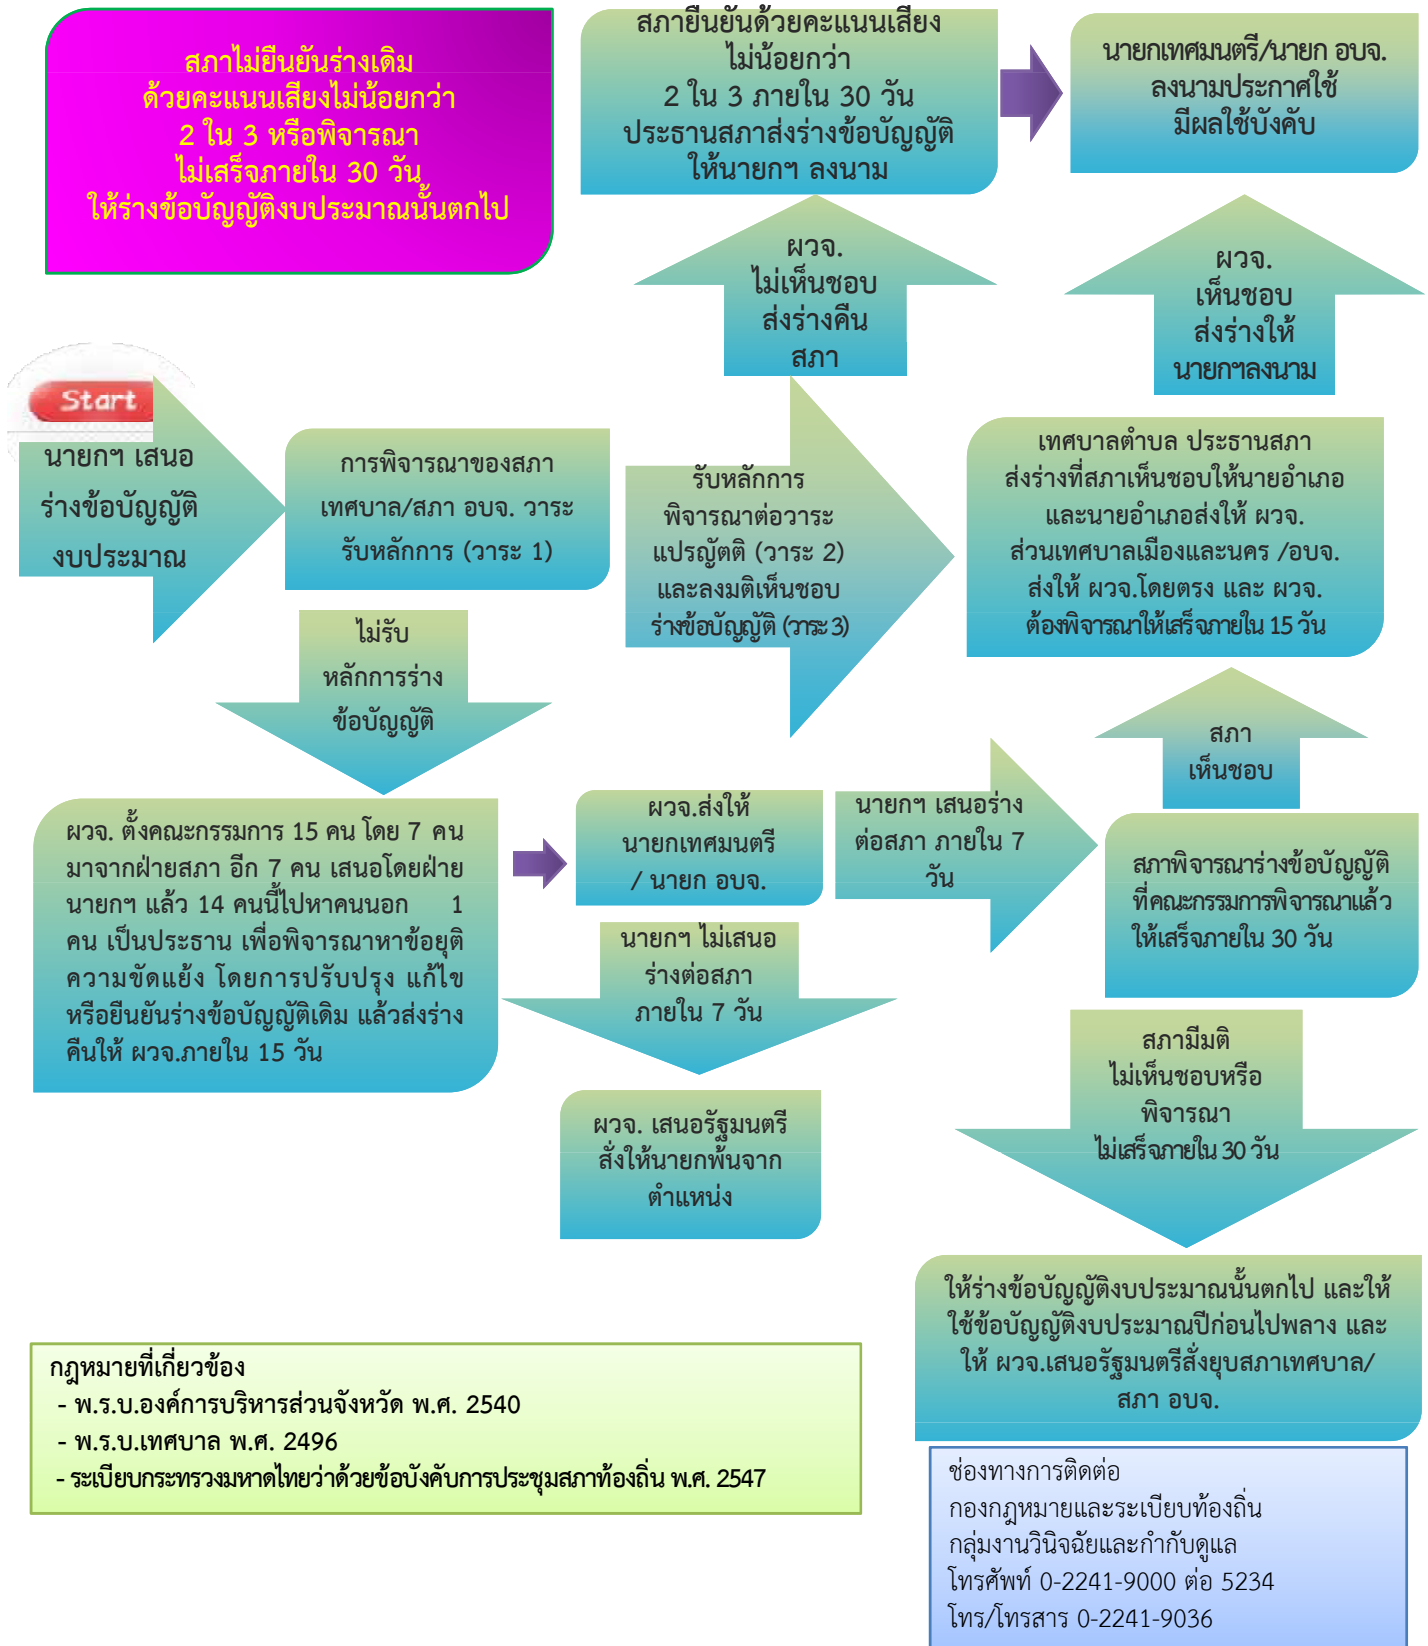 สภาไม่ยืนยันร่างเดิม
ด้วยคะแนนเสียงไม่น้อยกว่า
2 ใน 3 หรือพิจารณา
ไม่เสร็จภายใน 30 วัน
ให้ร่างข้อบัญญัติงบประมาณนั้นตกไป
สภายืนยันด้วยคะแนนเสียง
ไม่น้อยกว่า
2 ใน 3 ภายใน 30 วัน
ประธานสภาส่งร่างข้อบัญญัติ
ให้นายกฯ ลงนาม
นายกเทศมนตรี/นายก อบจ.
ลงนามประกาศใช้
มีผลใช้บังคับ
ผวจ.
ไม่เห็นชอบ
ส่งร่างคืน
สภา
ผวจ.
เห็นชอบ
ส่งร่างให้
นายกฯลงนาม
Start
นายกฯ เสนอ
ร่างข้อบัญญัติ
งบประมาณ
การพิจารณาของสภา
เทศบาล/สภา อบจ. วาระ
รับหลักการ (วาระ 1)
รับหลักการ
พิจารณาต่อวาระ
แปรญัตติ (วาระ 2)
และลงมติเห็นชอบ
ร่างข้อบัญญัติ (วาระ 3)
เทศบาลตำบล ประธานสภา
ส่งร่างที่สภาเห็นชอบให้นายอำเภอ
และนายอำเภอส่งให้ ผวจ.
ส่วนเทศบาลเมืองและนคร /อบจ.
ส่งให้ ผวจ.โดยตรง และ ผวจ.
ต้องพิจารณาให้เสร็จภายใน 15 วัน
ไม่รับ
หลักการร่าง
ข้อบัญญัติ
สภา
เห็นชอบ
ผวจ. ตั้งคณะกรรมการ 15 คน โดย 7 คน
มาจากฝ่ายสภา อีก 7 คน เสนอโดยฝ่าย
นายกฯ แล้ว 14 คนนี้ไปหาคนนอก 1
คน เป็นประธาน เพื่อพิจารณาหาข้อยุติ
ความขัดแย้ง โดยการปรับปรุง แก้ไข
หรือยืนยันร่างข้อบัญญัติเดิม แล้วส่งร่าง
คืนให้ ผวจ.ภายใน 15 วัน
ผวจ.ส่งให้
นายกเทศมนตรี
/ นายก อบจ.
นายกฯ เสนอร่าง
ต่อสภา ภายใน 7
วัน
สภาพิจารณาร่างข้อบัญญัติ
ที่คณะกรรมการพิจารณาแล้ว
ให้เสร็จภายใน 30 วัน
นายกฯ ไม่เสนอ
ร่างต่อสภา
ภายใน 7 วัน
ผวจ. เสนอรัฐมนตรี
สั่งให้นายกพ้นจาก
ตำแหน่ง
สภามีมติ
ไม่เห็นชอบหรือ
พิจารณา
ไม่เสร็จภายใน 30 วัน
ให้ร่างข้อบัญญัติงบประมาณนั้นตกไป และให้
ใช้ข้อบัญญัติงบประมาณปีก่อนไปพลาง และ
ให้ ผวจ.เสนอรัฐมนตรีสั่งยุบสภาเทศบาล/
สภา อบจ.
กฎหมายที่เกี่ยวข้อง
- พ.ร.บ.องค์การบริหารส่วนจังหวัด พ.ศ. 2540
- พ.ร.บ.เทศบาล พ.ศ. 2496
- ระเบียบกระทรวงมหาดไทยว่าด้วยข้อบังคับการประชุมสภาท้องถิ่น พ.ศ. 2547
ช่องทางการติดต่อ
กองกฎหมายและระเบียบท้องถิ่น
กลุ่มงานวินิจฉัยและกำกับดูแล
โทรศัพท์ 0-2241-9000 ต่อ 5234
โทร/โทรสาร 0-2241-9036